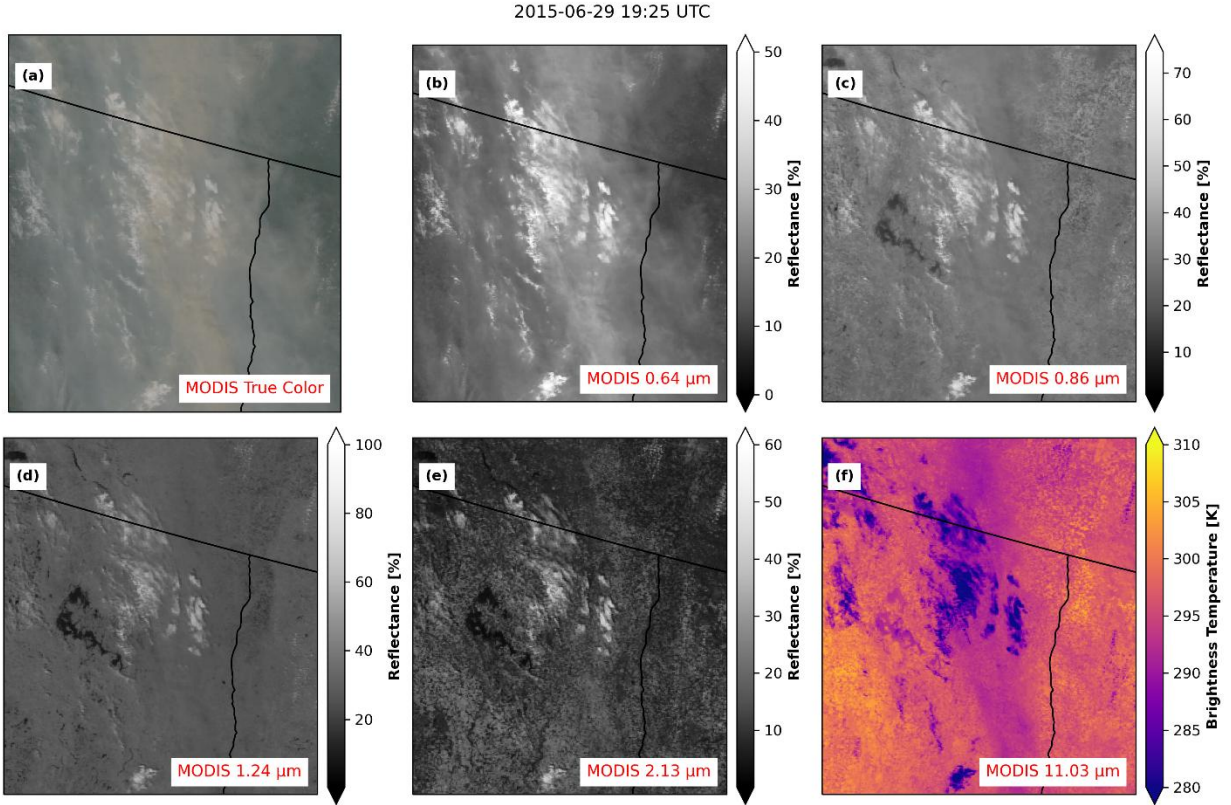 2015-06-29 19:25 UTC
(a)
MODIS True Color
(b)
MODIS 0.64 μm
50
40
30
20
10
0
Reflectance [%]
(c)
MODIS 0.86 μm
70
60
50
40
30
20
10
Reflectance [%]
(d)
MODIS 1.24 μm
100
80
60
40
20
Reflectance [%]
(e)
MODIS 2.13 μm
60
50
40
30
20
10
Reflectance [%]
(f)
MODIS 11.03 μm
310
305
300
295
290
285
280
Brightness Temperature [K]